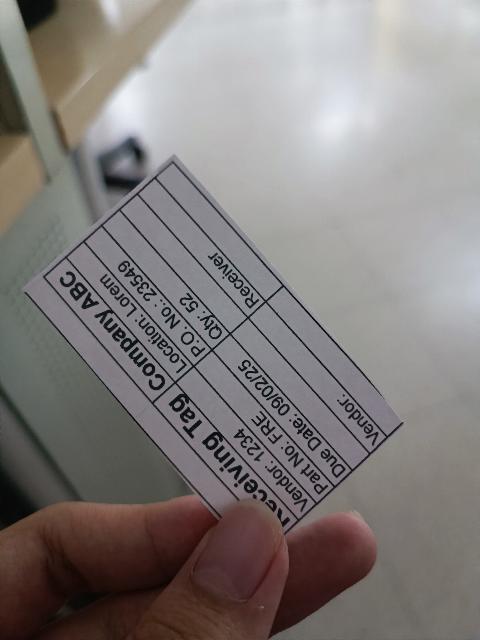 Receiving Tag Company ABC
Vendor: 1234 Location: Lorem
Part No: FRE P.O. No.: 23549
Due Date: 09/02/25 Qty: 52
Vendor: Receiver